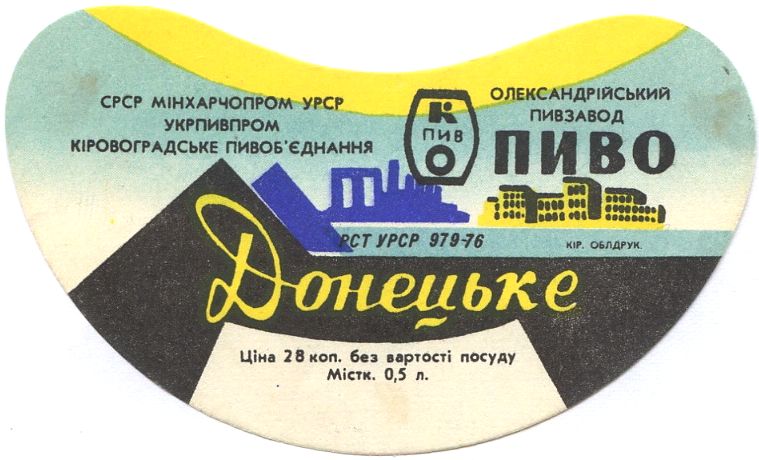 СРСР МІНХАРЧОПРОМ УРСР
УКРПИВПРОМ
КІРОВОГРАДСЬКЕ ПИВОБ'ЄДНАННЯ
К
ПИВ
О
ОЛЕКСАНДРІЙСЬКИЙ
ПИВЗАВОД
ПИВО
РСТ УРСР 979-76
КІР. ОБЛДРУК.
Донецьке
Ціна 28 коп. без вартості посуду
Містк. 0,5 л.